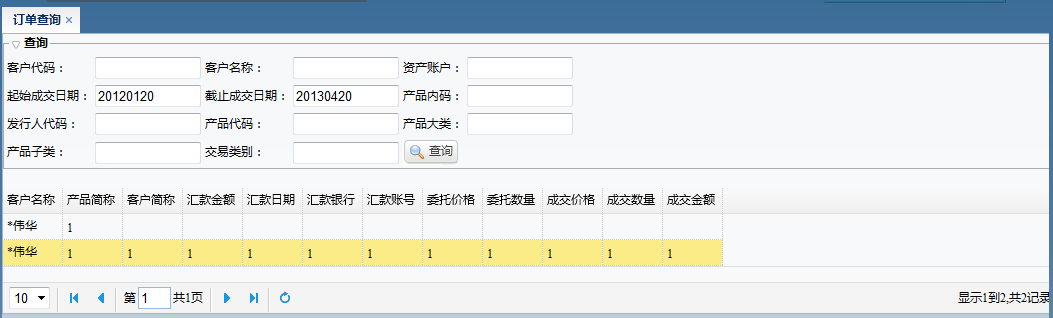 订单查询 ×
查询
客户代码： 客户名称： 资产账户：
起始成交日期： 20120120 截止成交日期： 20130420 产品内码：
发行人代码： 产品代码： 产品大类：
产品子类： 交易类别： 查询
客户名称 产品简称 客户简称 汇款金额 汇款日期 汇款银行 汇款账号 委托价格 委托数量 成交价格 成交数量 成交金额
*伟华 1
*伟华 1 1 1 1 1 1 1 1 1 1 1
10 第 1 共1页 显示1到2,共2记录